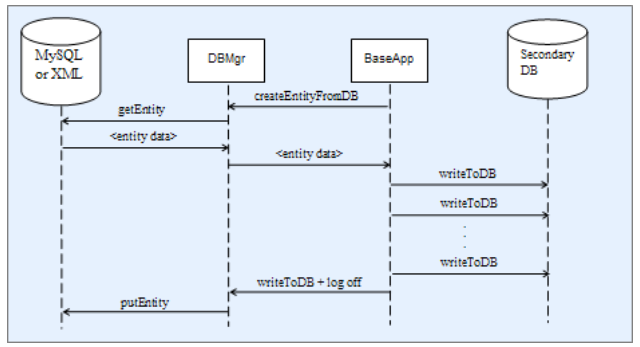 MySQL
or XML
DBMgr
BaseApp
Secondary
DB
createEntityFromDB
getEntity
<entity data>
<entity data>
writeToDB
writeToDB
.
.
.
writeToDB
writeToDB + log off
putEntity